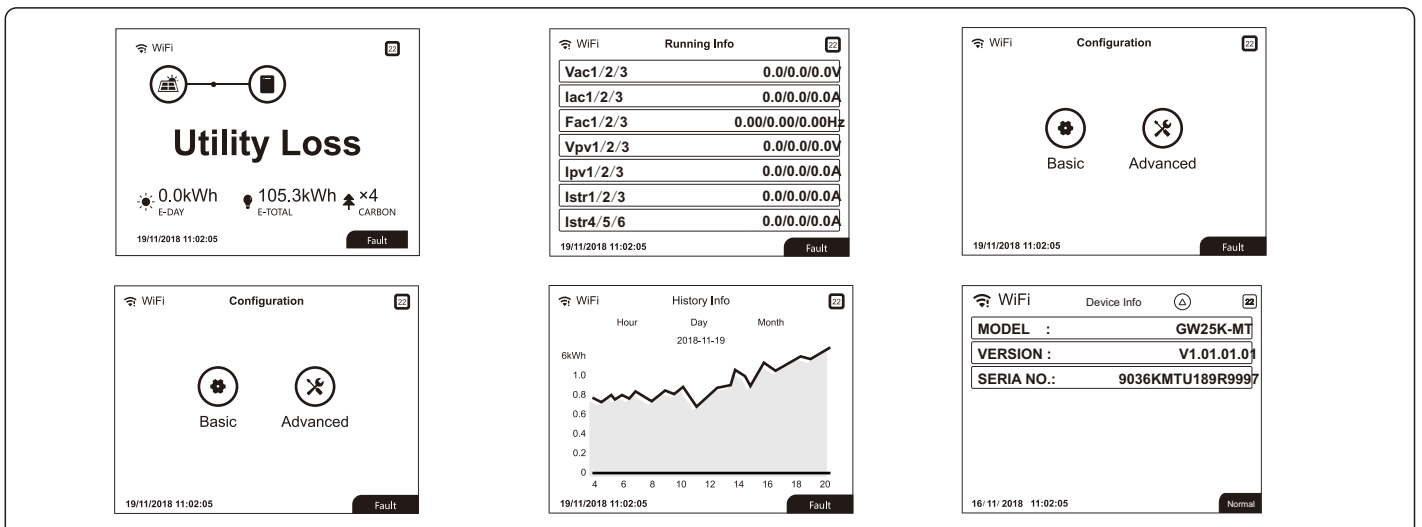 WiFi 22
Utility Loss
0.0kWh 105.3kWh ×4
E-DAY E-TOTAL CARBON
19/11/2018 11:02:05 Fault
WiFi Running Info 22
Vac1/2/3 0.0/0.0/0.0V
Iac1/2/3 0.0/0.0/0.0A
Fac1/2/3 0.00/0.00/0.00Hz
Vpv1/2/3 0.0/0.0/0.0V
Ipv1/2/3 0.0/0.0/0.0A
Istr1/2/3 0.0/0.0/0.0A
Istr4/5/6 0.0/0.0/0.0A
19/11/2018 11:02:05 Fault
WiFi Configuration 22
Basic Advanced
19/11/2018 11:02:05 Fault
WiFi Configuration 22
Basic Advanced
19/11/2018 11:02:05 Fault
WiFi History Info 22
Hour Day Month
2018-11-19
6kWh
1.0
0.8
0.6
0.4
0.2
0
4 6 8 10 12 14 16 18 20
19/11/2018 11:02:05 Fault
WiFi Device Info 22
MODEL : GW25K-MT
VERSION : V1.01.01.01
SERIA NO.: 9036KMTU189R9997
16/11/2018 11:02:05 Normal